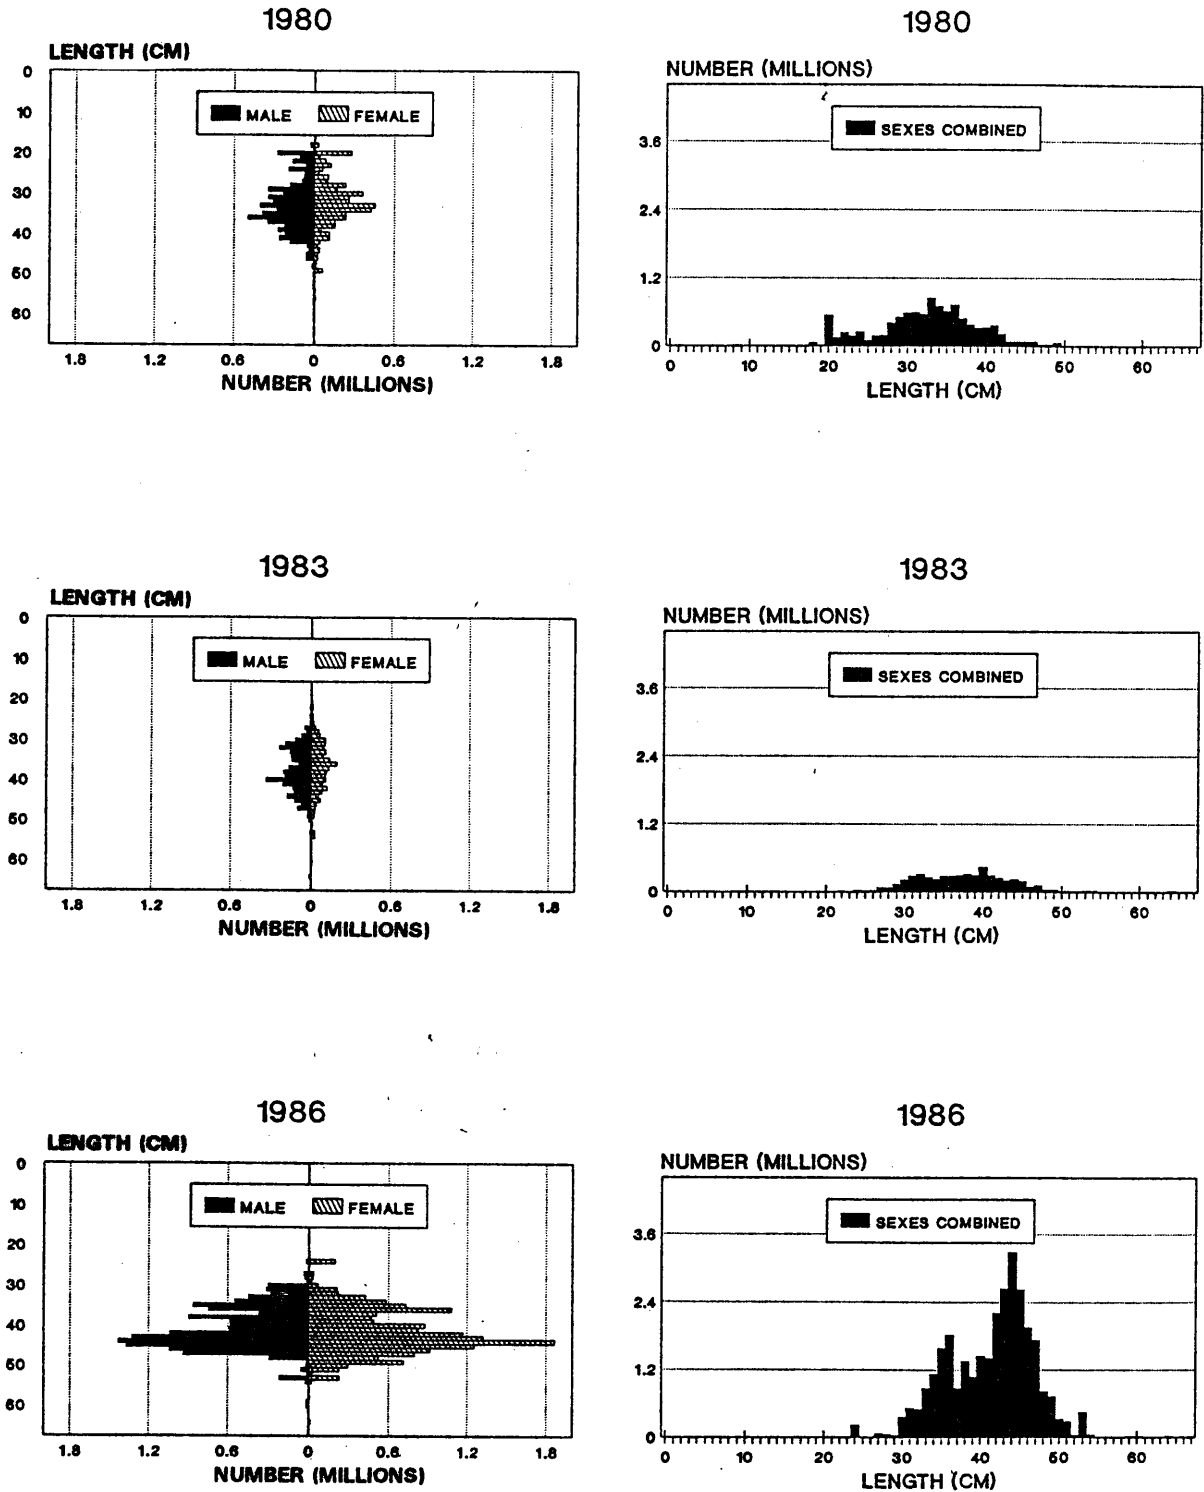 1980
LENGTH (CM)
0
10
20
30
40
50
60
MALE FEMALE
1.8 1.2 0.6 0 0.6 1.2 1.8
NUMBER (MILLIONS)
1980
NUMBER (MILLIONS)
SEXES COMBINED
3.6
2.4
1.2
0
0 10 20 30 40 50 60
LENGTH (CM)
1983
LENGTH (CM)
0
10
20
30
40
50
60
MALE FEMALE
1.8 1.2 0.6 0 0.6 1.2 1.8
NUMBER (MILLIONS)
1983
NUMBER (MILLIONS)
SEXES COMBINED
3.6
2.4
1.2
0
0 10 20 30 40 50 60
LENGTH (CM)
1986
LENGTH (CM)
0
10
20
30
40
50
60
MALE FEMALE
1.8 1.2 0.6 0 0.6 1.2 1.8
NUMBER (MILLIONS)
1986
NUMBER (MILLIONS)
SEXES COMBINED
3.6
2.4
1.2
0
0 10 20 30 40 50 60
LENGTH (CM)